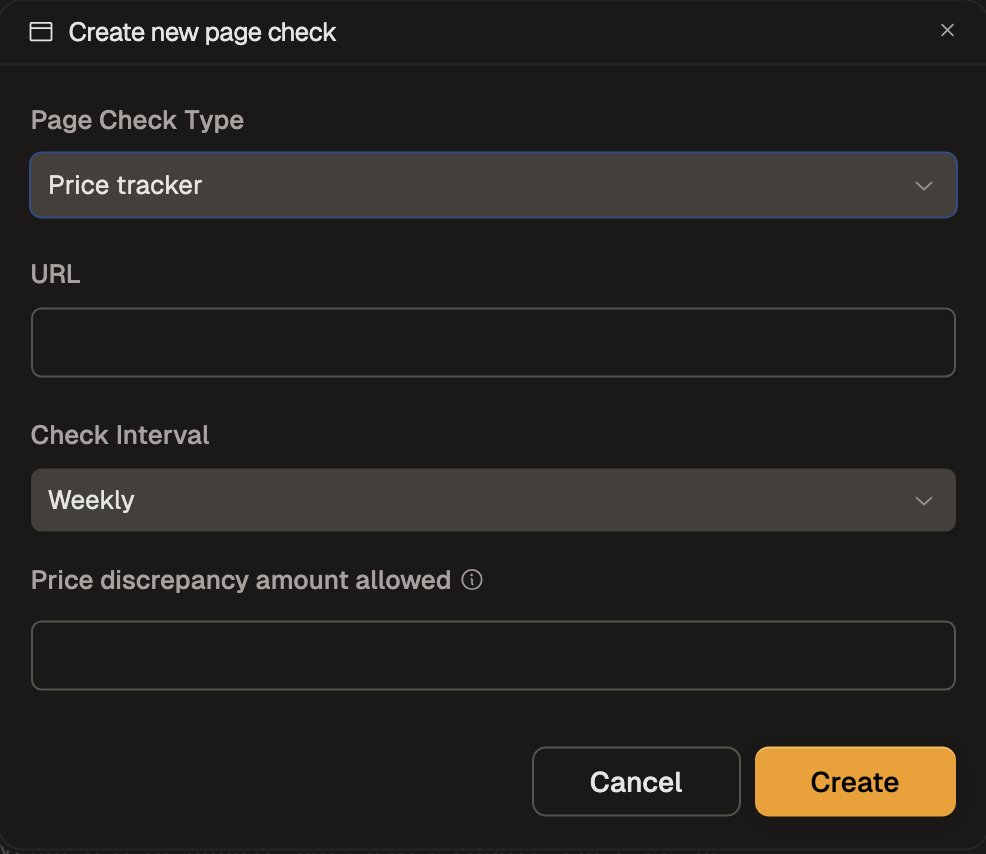 Create new page check
Page Check Type
Price tracker
URL
Check Interval
Weekly
Price discrepancy amount allowed
Cancel
Create